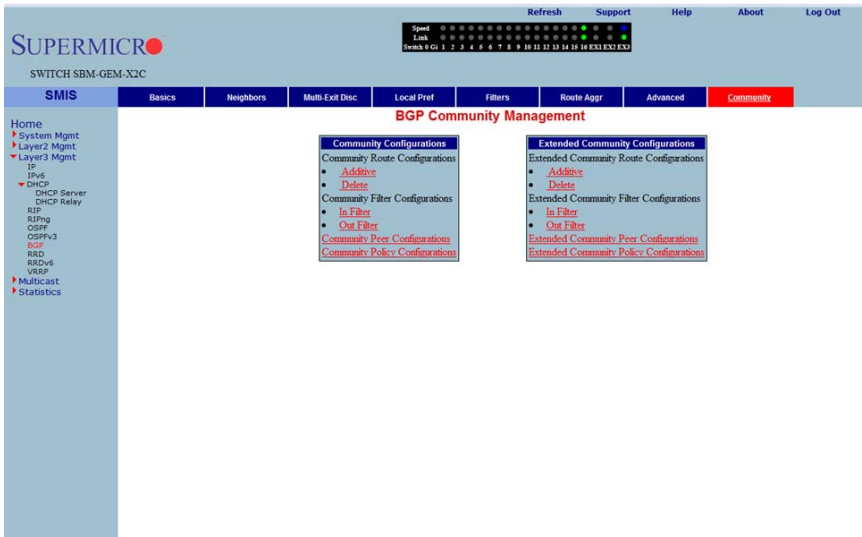 Refresh Support Help About Log Out
Speed
Link
Switch 0 Gi 1 2 3 4 5 6 7 8 9 10 11 12 13 14 15 16 EX1 EX2 EX3
SUPERMICRO
SWITCH SBM-GEM-X2C
SMIS Basics Neighbors Multi-Exit Disc Local Pref Filters Route Aggr Advanced Community
BGP Community Management
Home
System Mgmt
Layer2 Mgmt
Layer3 Mgmt
IP
IPv6
DHCP
DHCP Server
DHCP Relay
RIP
RIPng
OSPF
OSPFv3
BGP
RRD
RRDv6
VRRP
Multicast
Statistics
Community Configurations
Community Route Configurations
Additive
Delete
Community Filter Configurations
In Filter
Out Filter
Community Peer Configurations
Community Policy Configurations
Extended Community Configurations
Extended Community Route Configurations
Additive
Delete
Extended Community Filter Configurations
In Filter
Out Filter
Extended Community Peer Configurations
Extended Community Policy Configurations